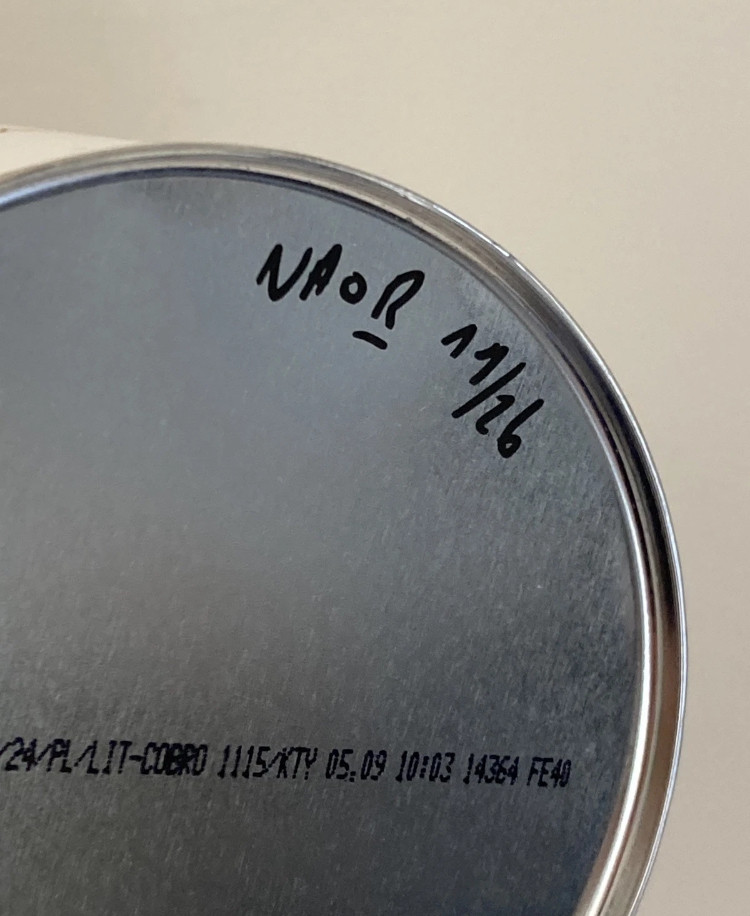 NAOR 11/26
/24/PL/LIT-COBRO 1115/KTY 05.09 10:03 14364 FE40